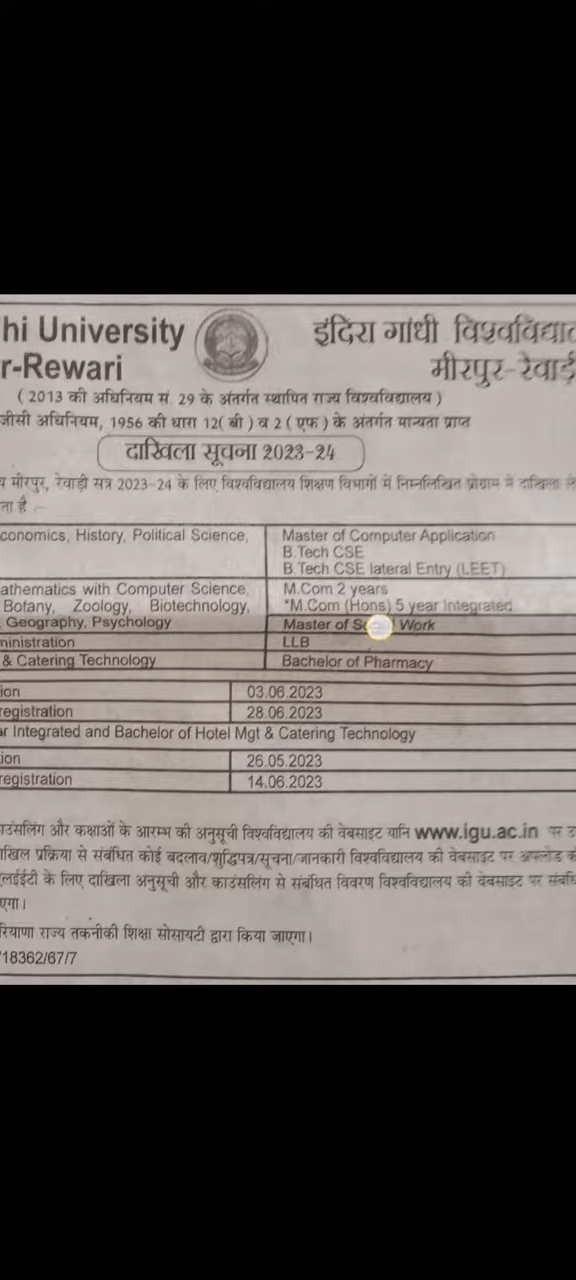 hi University
r-Rewari
इंदिरा गांधी विश्वविद्याल
मीरपुर-रेवाड़ी
( 2013 की अधिनियम सं. 29 के अंतर्गत स्थापित राज्य विश्वविद्यालय )
जीसी अधिनियम, 1956 की धारा 12( बी ) व 2 ( एफ ) के अंतर्गत मान्यता प्राप्त
दाखिला सूचना 2023-24
य मीरपुर, रेवाड़ी सत्र 2023-24 के लिए विश्वविद्यालय शिक्षण विभागों में निम्नलिखित प्रोग्राम में दाखिला ले
ता है :-
conomics, History, Political Science,
Master of Computer Application
B.Tech CSE
B.Tech CSE lateral Entry (LEET)
athematics with Computer Science,
Botany, Zoology, Biotechnology,
Geography, Psychology
M.Com 2 years
*M.Com (Hons) 5 year Integrated
Master of Work
ninistration
LLB
& Catering Technology
Bachelor of Pharmacy
ion 03.06.2023
registration 28.06.2023
ar Integrated and Bachelor of Hotel Mgt & Catering Technology
ion 26.05.2023
registration 14.06.2023
ाउंसलिंग और कक्षाओं के आरम्भ की अनुसूची विश्वविद्यालय की वेबसाइट यानि www.igu.ac.in पर उ
ाखिल प्रक्रिया से संबंधित कोई बदलाव/शुद्धिपत्र/सूचना/जानकारी विश्वविद्यालय की वेबसाइट पर अपलोड क
एलईईटी के लिए दाखिला अनुसूची और काउंसलिंग से संबंधित विवरण विश्वविद्यालय की वेबसाइट पर संबंधि
एगा।
रियाणा राज्य तकनीकी शिक्षा सोसायटी द्वारा किया जाएगा।
18362/67/7